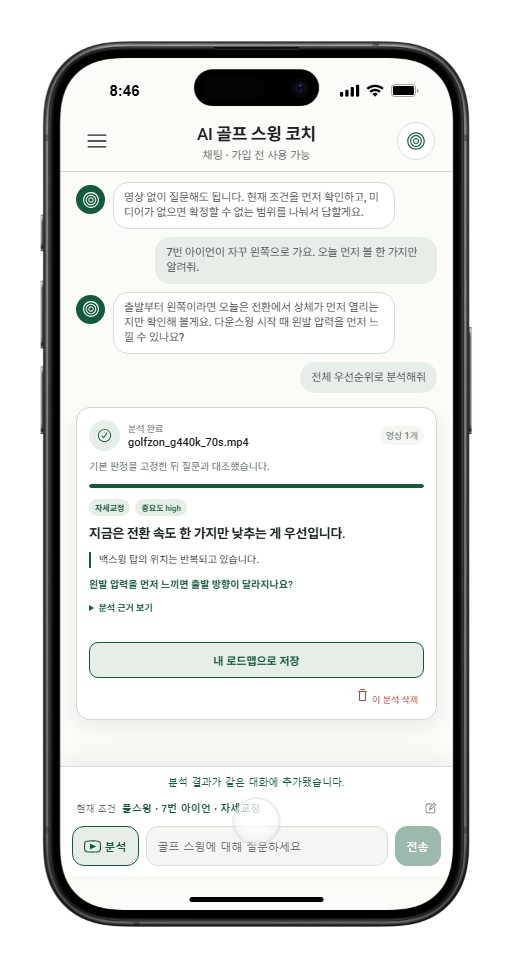 8:46
AI 골프 스윙 코치
채팅 · 가입 전 사용 가능
영상 없이 질문해도 됩니다. 현재 조건을 먼저 확인하고, 미
디어가 없으면 확정할 수 없는 범위를 나눠서 답할게요.
7번 아이언이 자꾸 왼쪽으로 가요. 오늘 먼저 볼 한 가지만
알려줘.
출발부터 왼쪽이라면 오늘은 전환에서 상체가 먼저 열리는
지만 확인해 볼게요. 다운스윙 시작 때 왼발 압력을 먼저 느
낄 수 있나요?
전체 우선순위로 분석해줘
분석 완료
golfzon_g440k_70s.mp4
영상 1개
기본 판정을 고정한 뒤 질문과 대조했습니다.
자세교정
중요도 high
지금은 전환 속도 한 가지만 낮추는 게 우선입니다.
백스윙 탑의 위치는 반복되고 있습니다.
왼발 압력을 먼저 느끼면 출발 방향이 달라지나요?
▶ 분석 근거 보기
내 로드맵으로 저장
이 분석 삭제
분석 결과가 같은 대화에 추가됐습니다.
현재 조건 풀스윙 · 7번 아이언 · 자세교정
분석
골프 스윙에 대해 질문하세요
전송